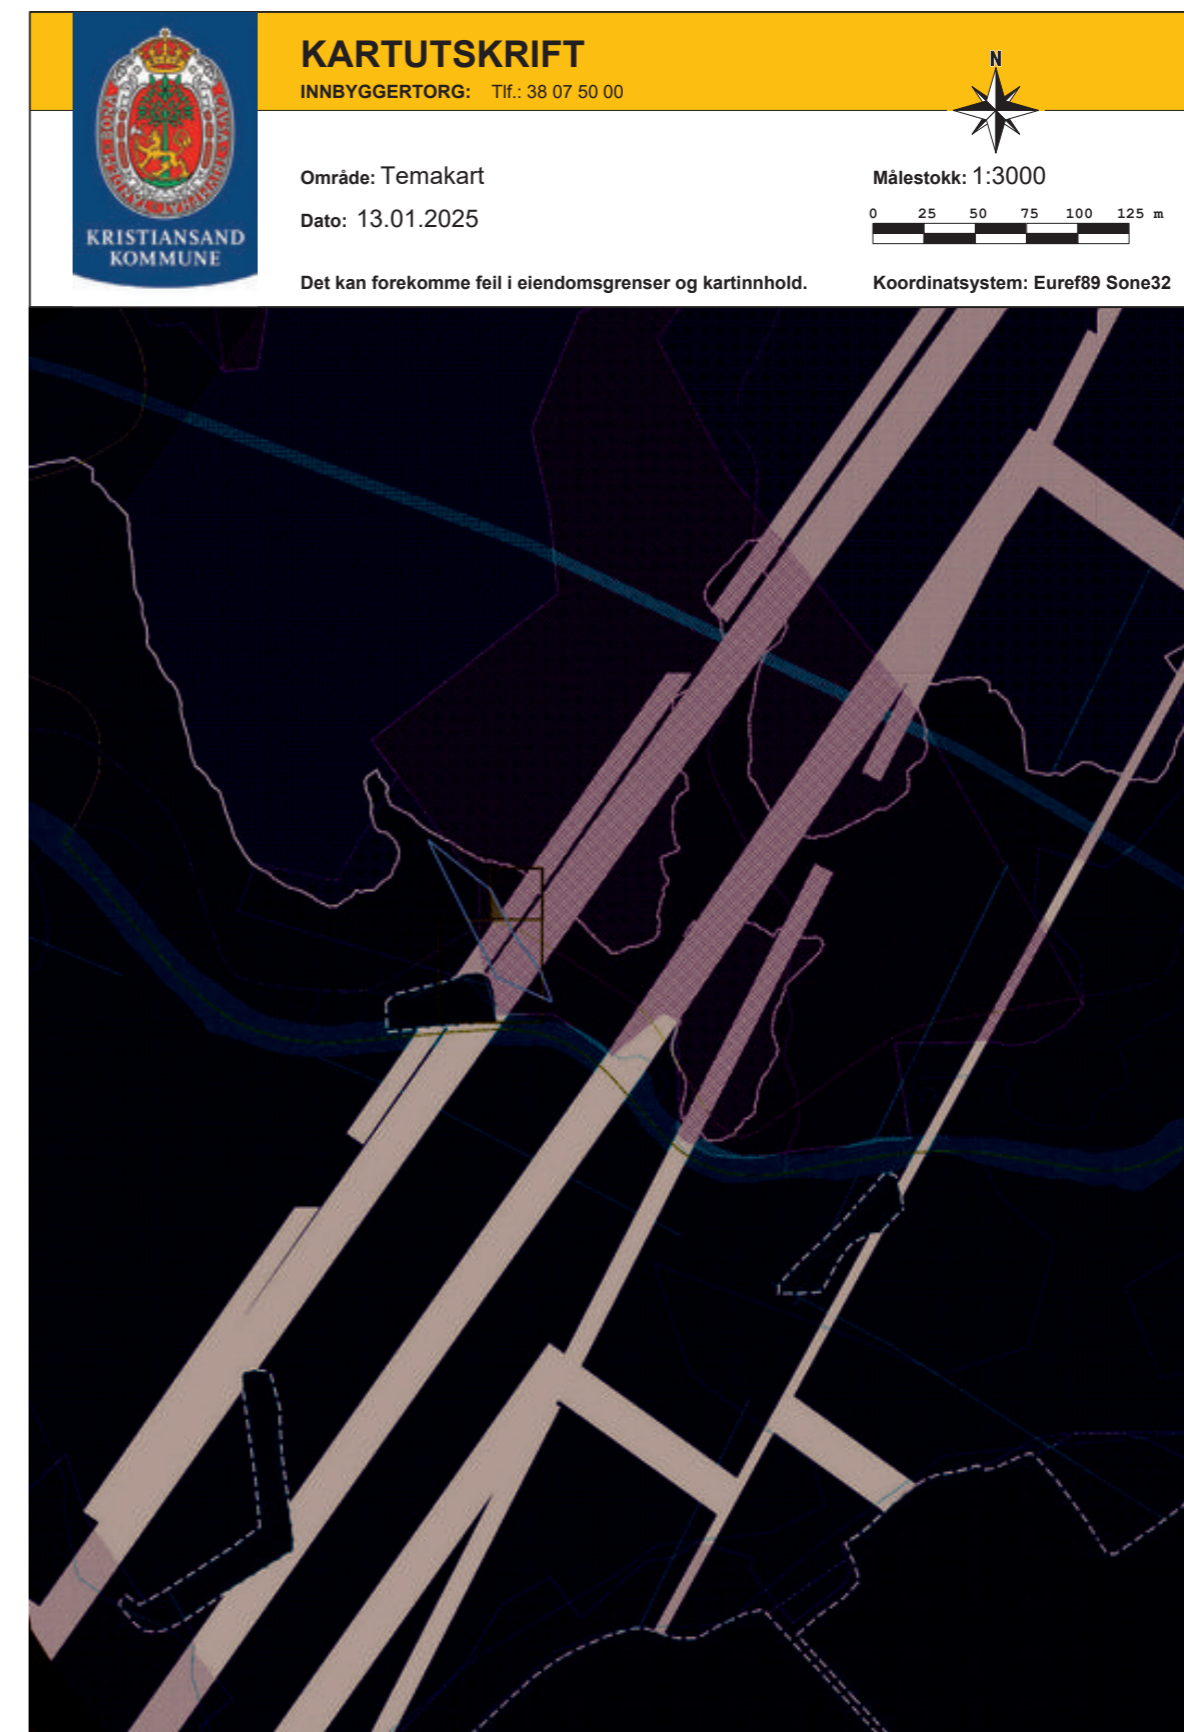 KARTUTSKRIFT
INNBYGGERTORG: Tlf.: 38 07 50 00
N
Område: Temakart
Målestokk: 1:3000
Dato: 13.01.2025
0 25 50 75 100 125 m
KRISTIANSAND
KOMMUNE
Det kan forekomme feil i eiendomsgrenser og kartinnhold.
Koordinatsystem: Euref89 Sone32